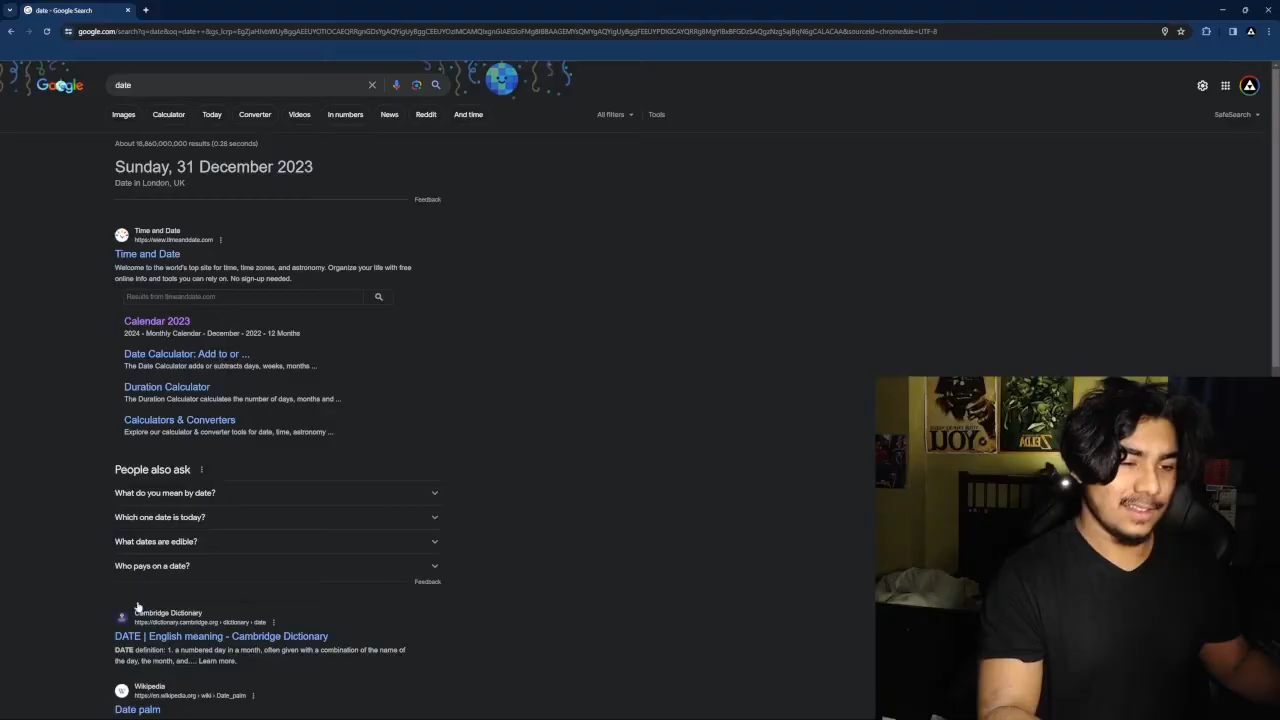 date - Google Search
Google
date
Images
Calculator
Today
Converter
Videos
In numbers
News
Reddit
And time
All filters
Tools
SafeSearch
About 18,860,000,000 results (0.28 seconds)
Sunday, 31 December 2023
Date in London, UK
Feedback
Time and Date
https://www.timeanddate.com
Time and Date
Welcome to the world's top site for time, time zones, and astronomy. Organize your life with free
online info and tools you can rely on. No sign-up needed.
Results from timeanddate.com
Calendar 2023
2024 - Monthly Calendar - December - 2022 - 12 Months
Date Calculator: Add to or ...
The Date Calculator adds or subtracts days, weeks, months ...
Duration Calculator
The Duration Calculator calculates the number of days, months and ...
Calculators & Converters
Explore our calculator & converter tools for date, time, astronomy ...
People also ask
What do you mean by date?
Which one date is today?
What dates are edible?
Who pays on a date?
Feedback
Cambridge Dictionary
https://dictionary.cambridge.org › dictionary › date
DATE | English meaning - Cambridge Dictionary
DATE definition: 1. a numbered day in a month, often given with a combination of the name of
the day, the month, and.... Learn more.
W
Wikipedia
https://en.wikipedia.org › wiki › Date_palm
Date palm
YOU
ZELDA